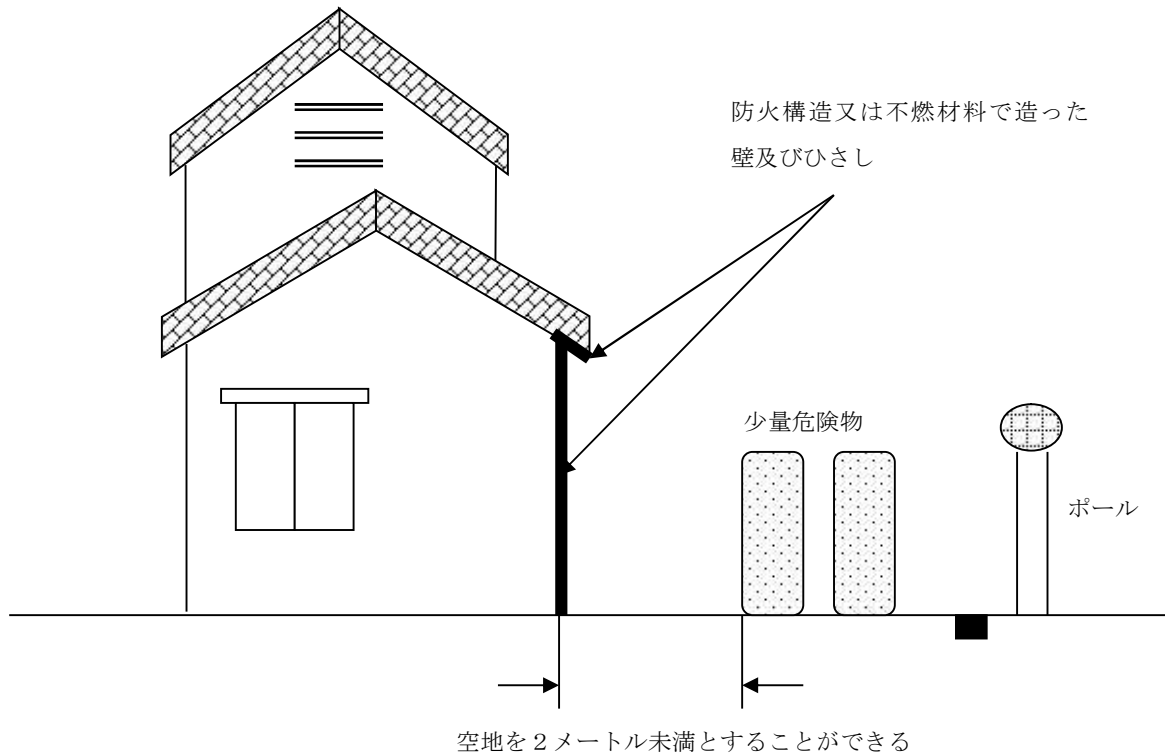 防火構造又は不燃材料で造った
壁及びひさし
少量危険物
ポール
空地を２メートル未満とすることができる